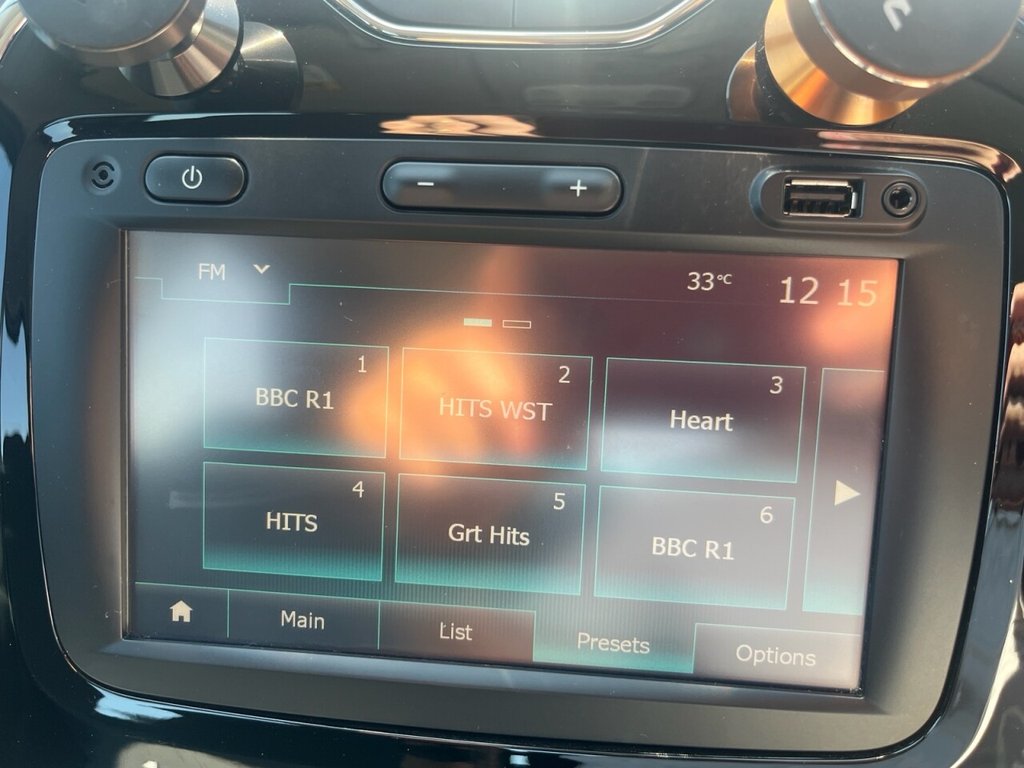 - +
FM 33°C 12 15
1 2 3
BBC R1 HITS WST Heart
4 5 6
HITS Grt Hits BBC R1
Main List Presets Options